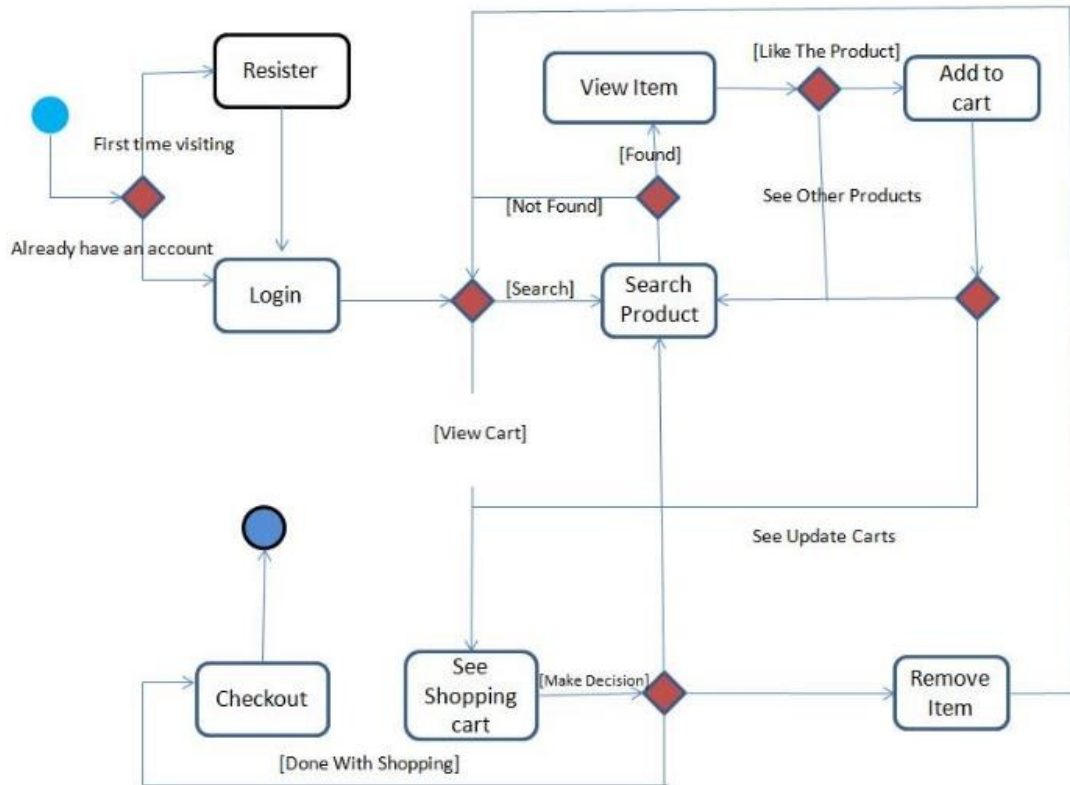 Resister
[Like The Product]
View Item
Add to
cart
First time visiting
[Found]
See Other Products
[Not Found]
Already have an account
Login
[Search]
Search
Product
[View Cart]
See Update Carts
Checkout
See
Shopping
cart
[Make Decision]
Remove
Item
[Done With Shopping]